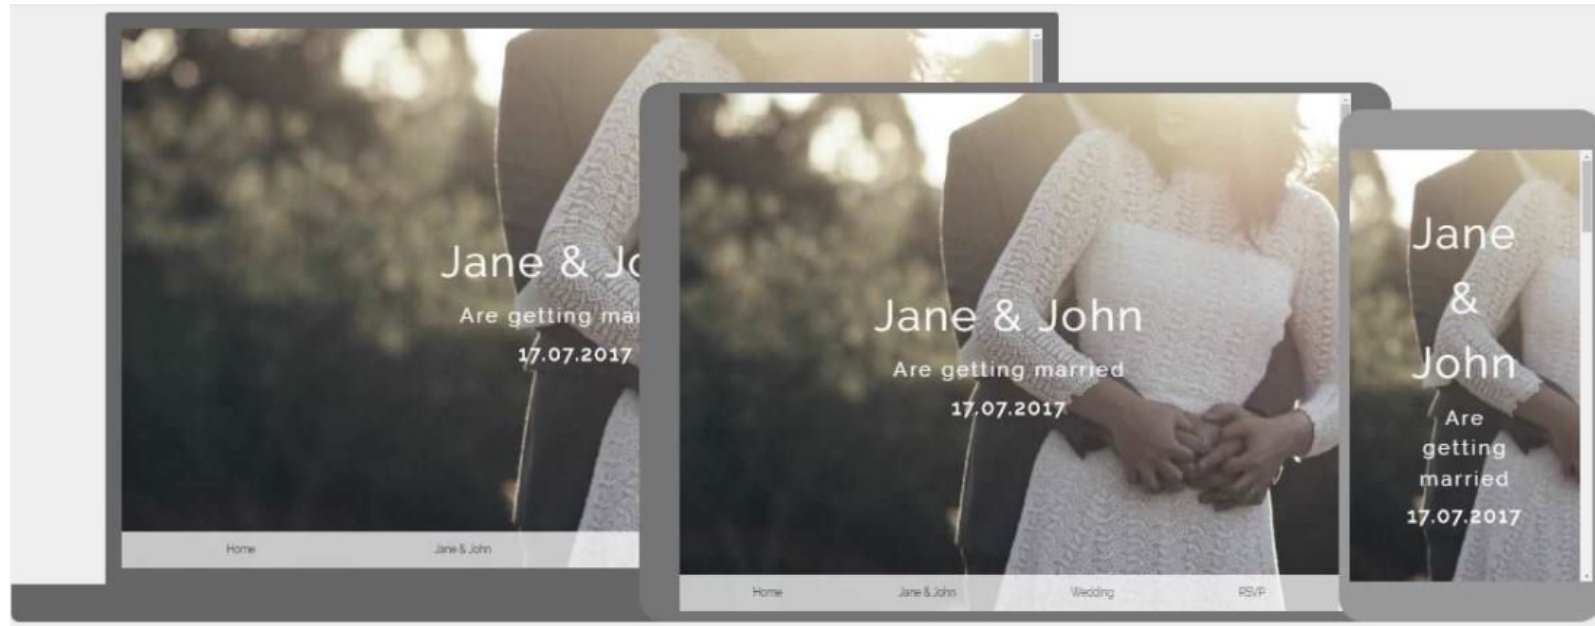 Jane & Jo
Are getting mar
17.07.2017
Home
Jane & John
Jane & John
Are getting married
17.07.2017
Home
Jane & John
Wedding
RSVP
Jane
&
John
Are
getting
married
17.07.2017